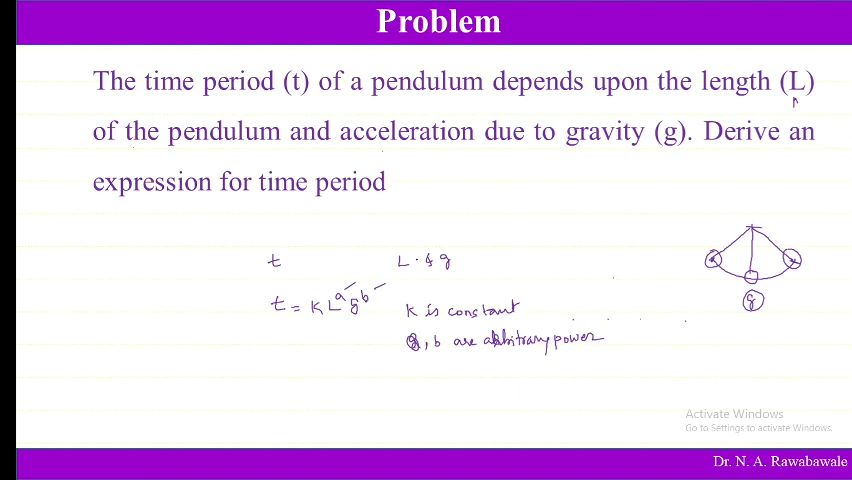 Problem
The time period (t) of a pendulum depends upon the length (L)
of the pendulum and acceleration due to gravity (g). Derive an
expression for time period
t L & g
t = K L^a g^b K is constant
a, b are arbitrary power
g
Activate Windows
Go to Settings to activate Windows.
Dr. N. A. Rawabawale